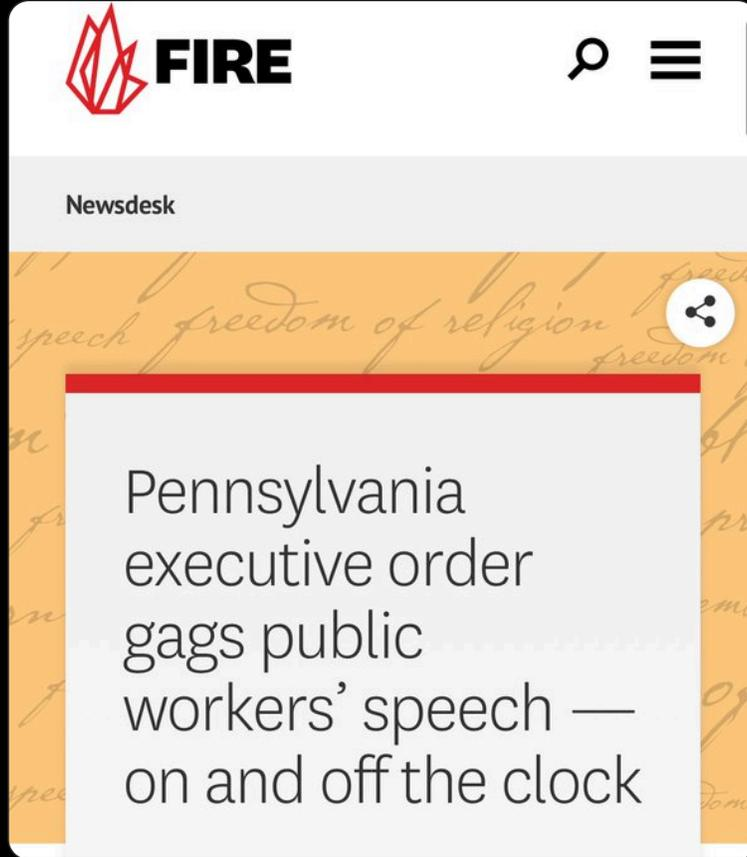 FIRE
Newsdesk
freedom
speech freedom of religion
freedom
Pennsylvania
executive order
gags public
workers’ speech —
on and off the clock